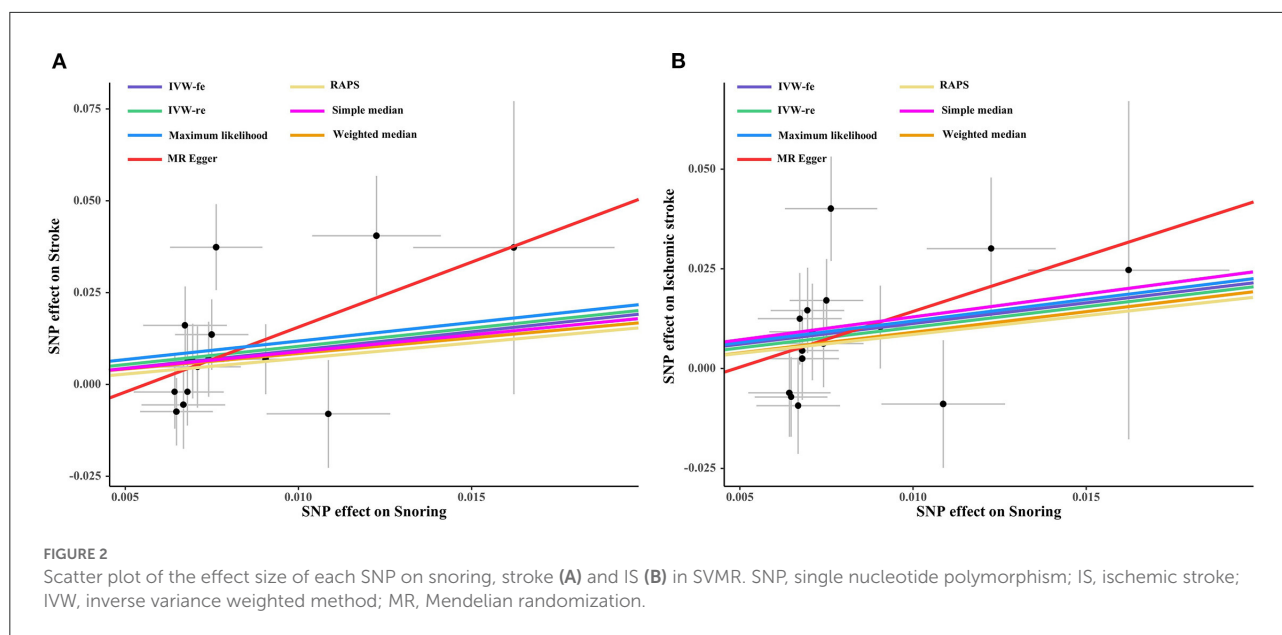 A
IVW-fe
IVW-re
Maximum likelihood
MR Egger
RAPS
Simple median
Weighted median
SNP effect on Stroke
0.075
0.050
0.025
0.000
-0.025
0.005
0.010
0.015
SNP effect on Snoring
B
IVW-fe
IVW-re
Maximum likelihood
MR Egger
RAPS
Simple median
Weighted median
SNP effect on Ischemic stroke
0.050
0.025
0.000
-0.025
0.005
0.010
0.015
SNP effect on Snoring
FIGURE 2
Scatter plot of the effect size of each SNP on snoring, stroke (A) and IS (B) in SVMR. SNP, single nucleotide polymorphism; IS, ischemic stroke;
IVW, inverse variance weighted method; MR, Mendelian randomization.